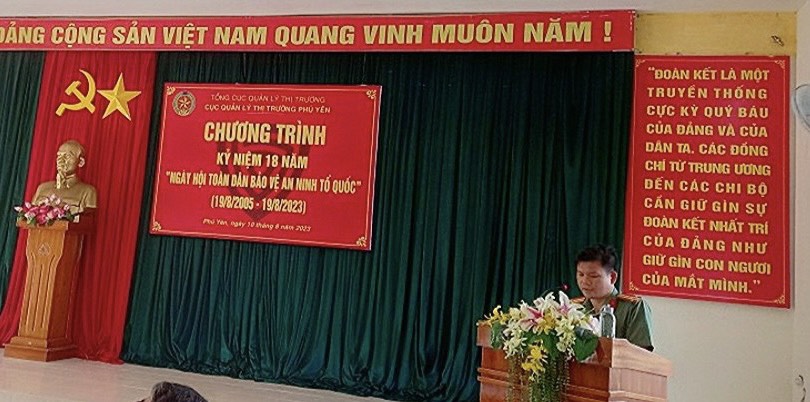 ĐẢNG CỘNG SẢN VIỆT NAM QUANG VINH MUÔN NĂM !
TỔNG CỤC QUẢN LÝ THỊ TRƯỜNG
CỤC QUẢN LÝ THỊ TRƯỜNG PHÚ YÊN
CHƯƠNG TRÌNH
KỶ NIỆM 18 NĂM
"NGÀY HỘI TOÀN DÂN BẢO VỆ AN NINH TỔ QUỐC"
(19/8/2005 - 19/8/2023)
Phú Yên, ngày 10 tháng 8 năm 2023
"ĐOÀN KẾT LÀ MỘT
TRUYỀN THỐNG
CỰC KỲ QUÝ BÁU
CỦA ĐẢNG VÀ CỦA
DÂN TA. CÁC ĐỒNG
CHÍ TỪ TRUNG ƯƠNG
ĐẾN CÁC CHI BỘ
CẦN GIỮ GÌN SỰ
ĐOÀN KẾT NHẤT TRÍ
CỦA ĐẢNG NHƯ
GIỮ GÌN CON NGƯƠI
CỦA MẮT MÌNH."